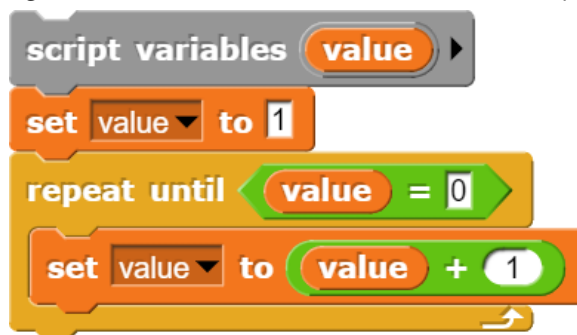 script variables value
set value to 1
repeat until value = 0
set value to value + 1